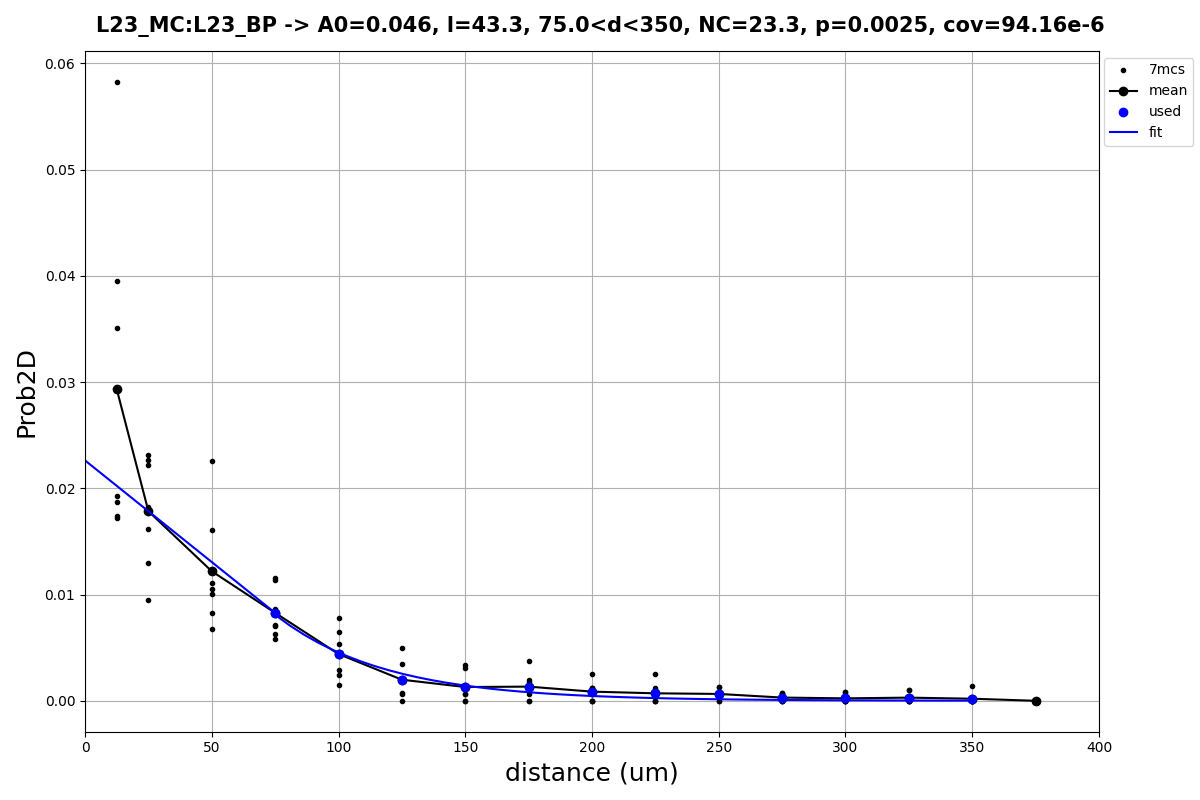 L23_MC:L23_BP -> A0=0.046, l=43.3, 75.0<d<350, NC=23.3, p=0.0025, cov=94.16e-6
7mcs
mean
used
fit
Prob2D
0.06
0.05
0.04
0.03
0.02
0.01
0.00
0 50 100 150 200 250 300 350 400
distance (um)